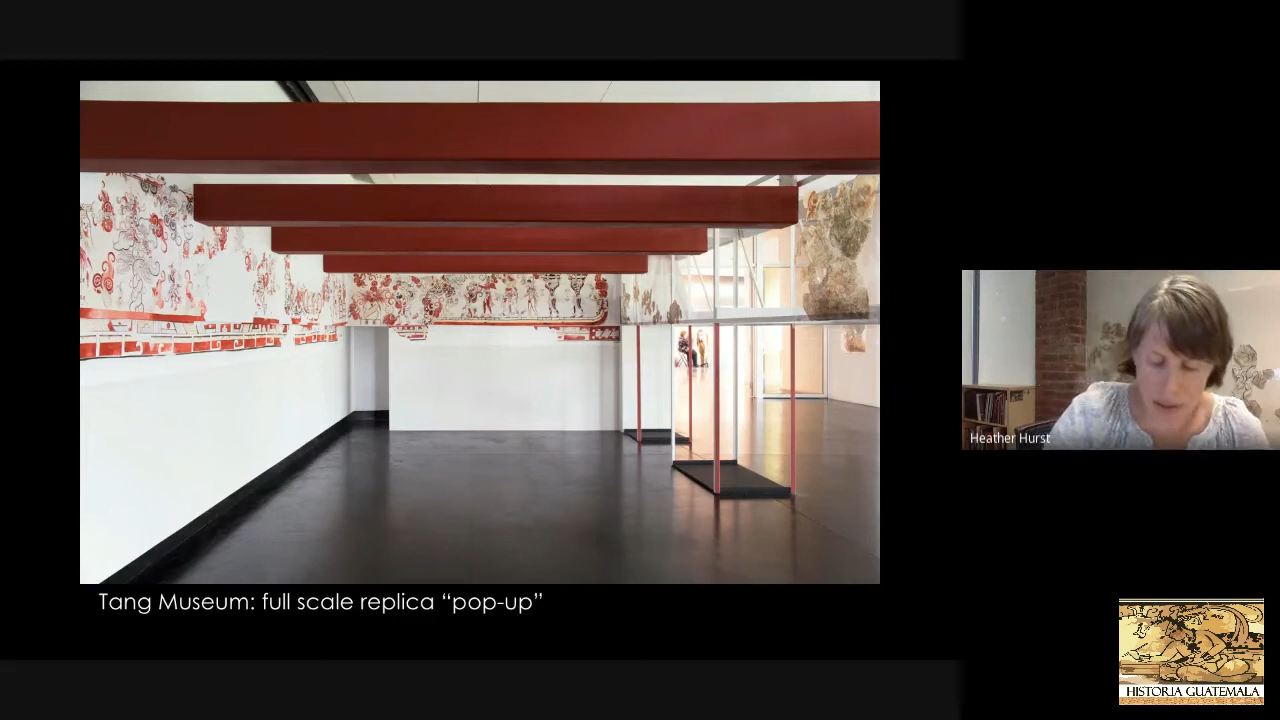 Heather Hurst
Tang Museum: full scale replica “pop-up”
HISTORIA GUATEMALA